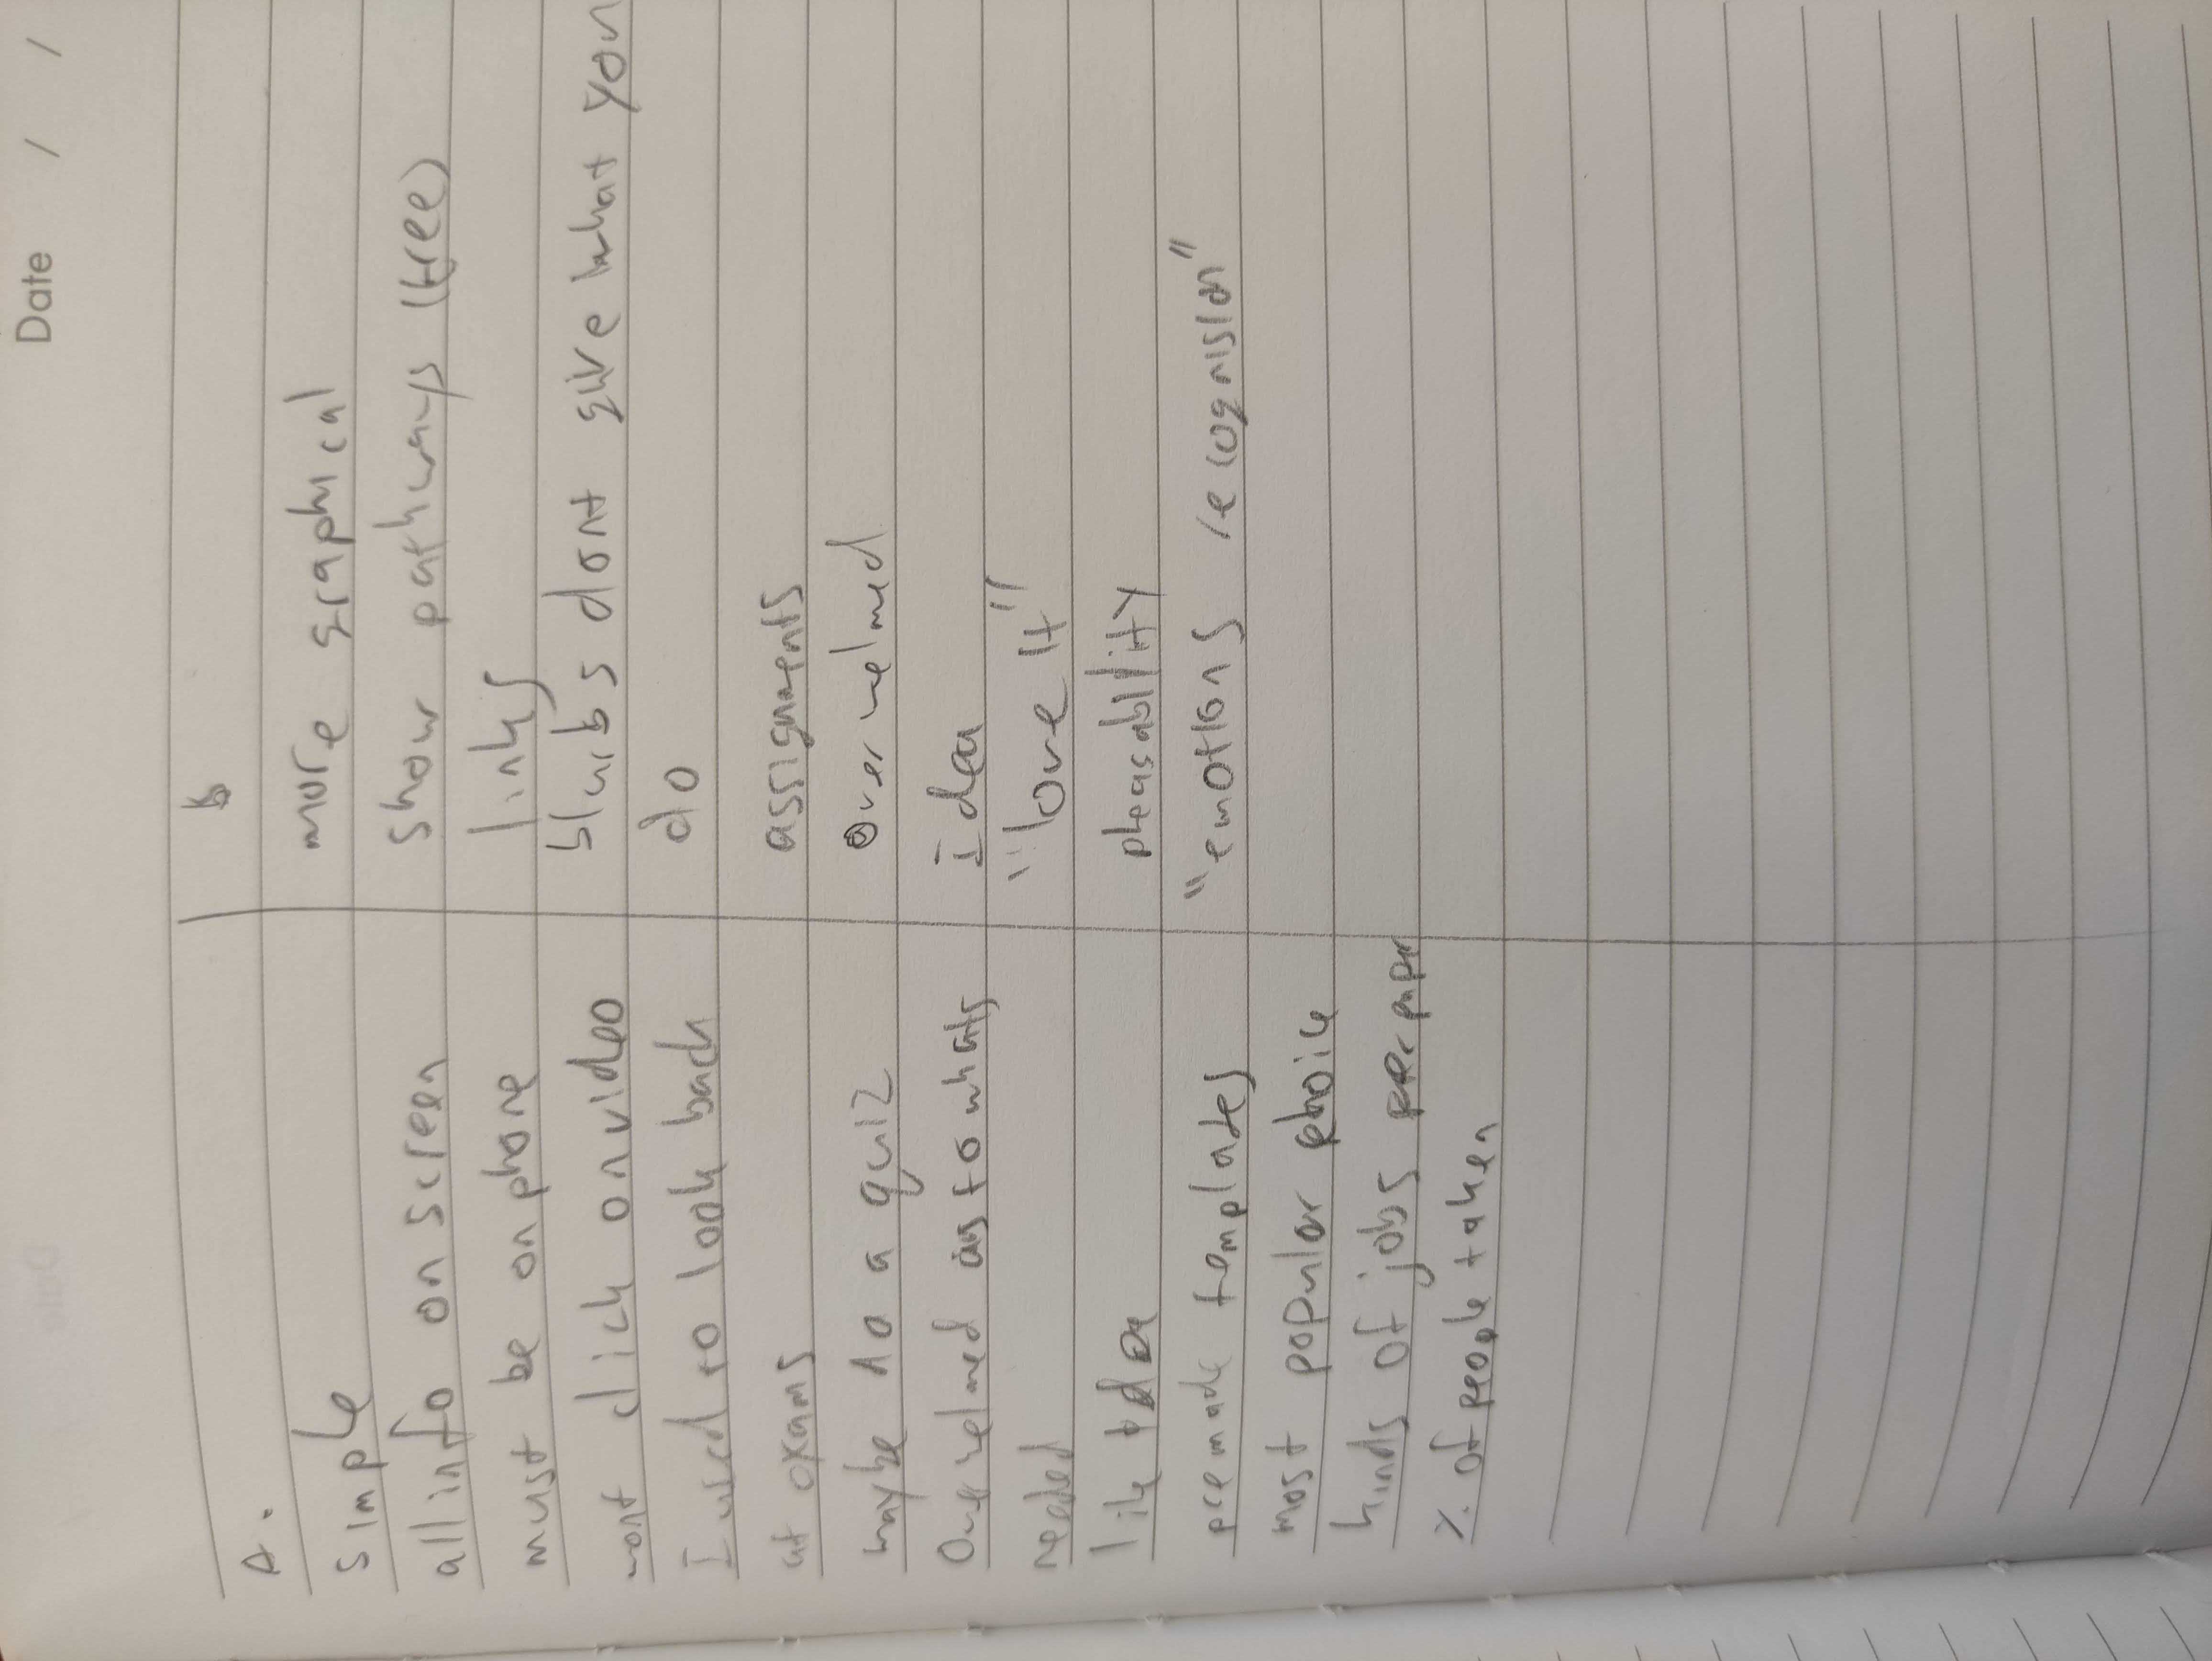 Date / /
A.
simple
all info on screen
must be on phone
wont click on video
I used to look back
at exams
maybe do a quiz
Overwelmed as to whats
needed
like idea
premade templates
most popular choice
kinds of jobs per paper
% of people taken
b
more graphical
show pathways (tree)
links
blurbs dont give what you
do
assignments
overwelmed
Idea
"love it"
pleasability
"emotions recognision"